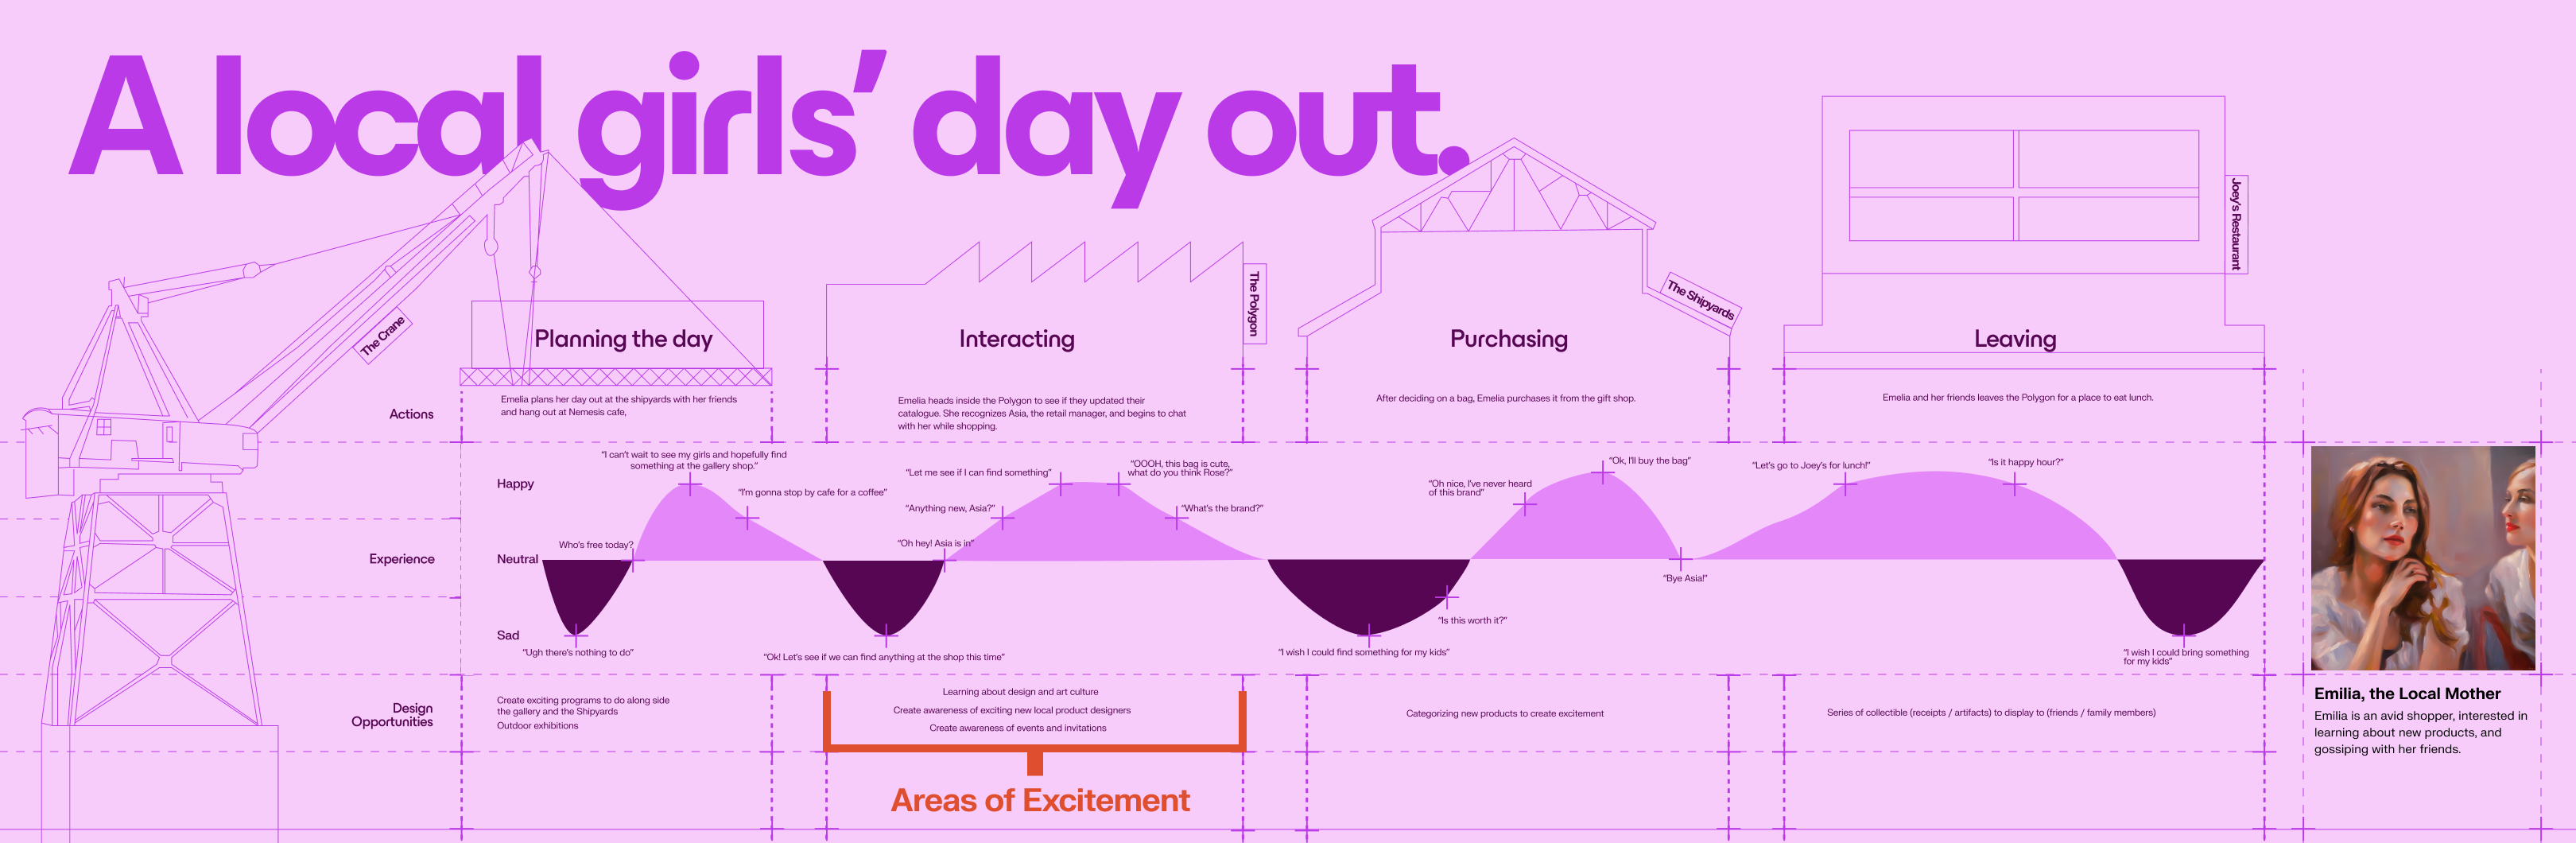 A local girls’ day out.
The Crane
The Polygon
The Shipyards
Joey’s Restaurant
Planning the day
Interacting
Purchasing
Leaving
Actions
Emelia plans her day out at the shipyards with her friends
and hang out at Nemesis cafe,
Emelia heads inside the Polygon to see if they updated their
catalogue. She recognizes Asia, the retail manager, and begins to chat
with her while shopping.
After deciding on a bag, Emelia purchases it from the gift shop.
Emelia and her friends leaves the Polygon for a place to eat lunch.
Experience
Happy
Neutral
Sad
“Ugh there’s nothing to do”
Who’s free today?
“I can’t wait to see my girls and hopefully find
something at the gallery shop.”
“I’m gonna stop by cafe for a coffee”
“Ok! Let’s see if we can find anything at the shop this time”
“Oh hey! Asia is in”
“Anything new, Asia?”
“Let me see if I can find something”
“OOOH, this bag is cute,
what do you think Rose?”
“What’s the brand?”
“I wish I could find something for my kids”
“Is this worth it?”
“Oh nice, I’ve never heard
of this brand”
“Ok, I’ll buy the bag”
“Bye Asia!”
“Let’s go to Joey’s for lunch!”
“Is it happy hour?”
“I wish I could bring something
for my kids”
Design
Opportunities
Create exciting programs to do along side
the gallery and the Shipyards
Outdoor exhibitions
Learning about design and art culture
Create awareness of exciting new local product designers
Create awareness of events and invitations
Categorizing new products to create excitement
Series of collectible (receipts / artifacts) to display to (friends / family members)
Areas of Excitement
Emilia, the Local Mother
Emilia is an avid shopper, interested in
learning about new products, and
gossiping with her friends.